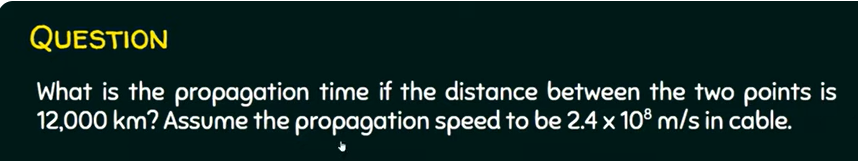 QUESTION
What is the propagation time if the distance between the two points is
12,000 km? Assume the propagation speed to be 2.4 x 10⁸ m/s in cable.